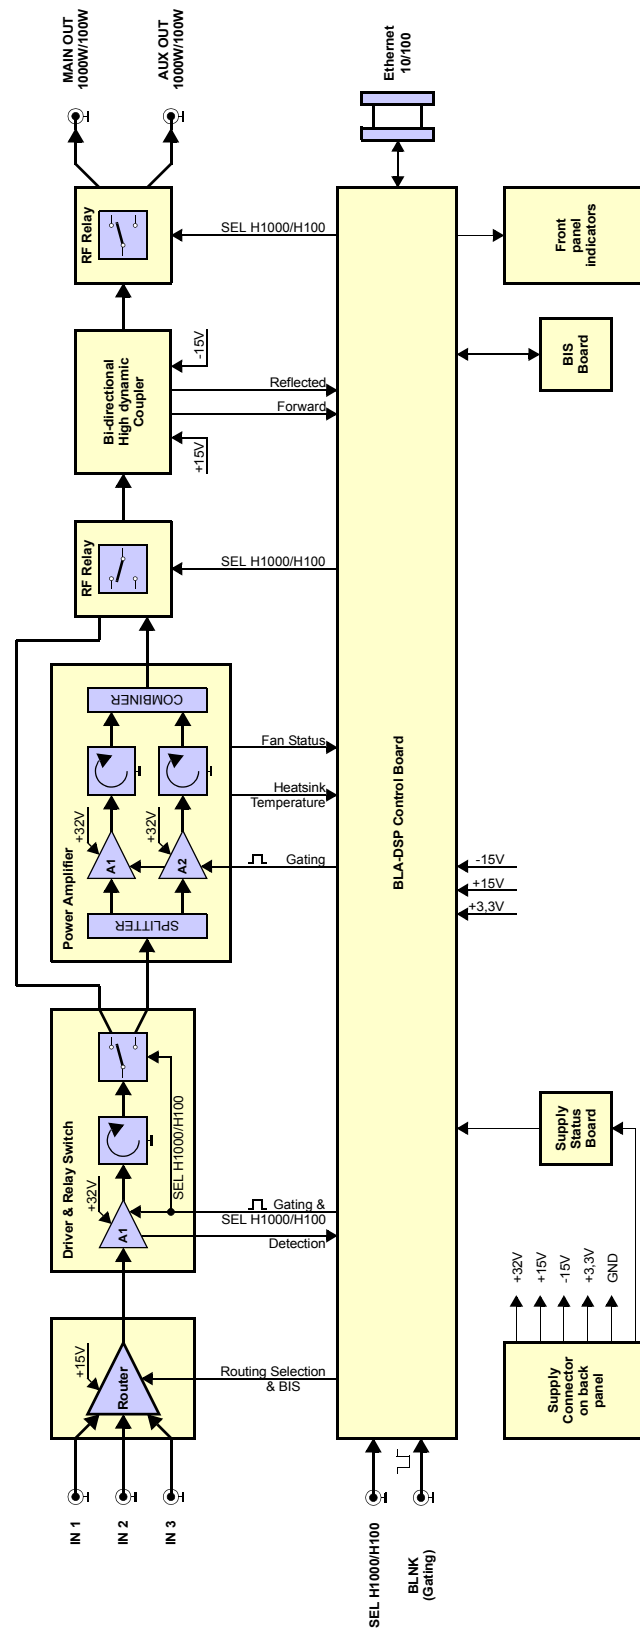 MAIN OUT
1000W/100W
AUX OUT
1000W/100W
Ethernet
10/100
RF Relay
SEL H1000/H100
Front
panel
indicators
Bi-directional
High dynamic
Coupler
-15V
+15V
Reflected
Forward
BIS
Board
RF Relay
SEL H1000/H100
Power Amplifier
COMBINER
SPLITTER
+32V
+32V
A1
A2
Fan Status
Heatsink
Temperature
Gating
BLA-DSP Control Board
-15V
+15V
+3,3V
Driver & Relay Switch
+32V
A1
SEL H1000/H100
Gating &
SEL H1000/H100
Detection
Supply
Status
Board
+32V
+15V
-15V
+3,3V
GND
Supply
Connector
on back
panel
Router
+15V
Routing Selection
& BIS
IN 1
IN 2
IN 3
SEL H1000/H100
BLNK
(Gating)